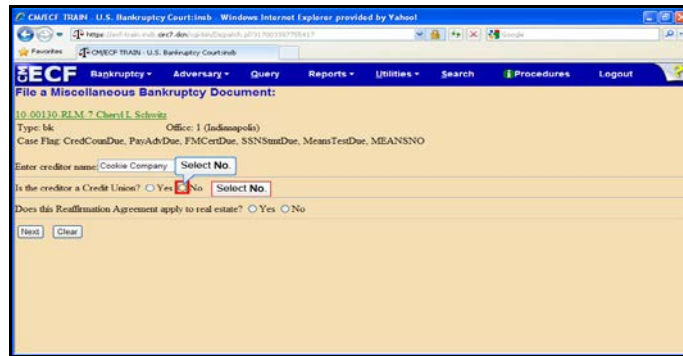 CM/ECF TRAIN - U.S. Bankruptcy Court:insb - Windows Internet Explorer provided by Yahoo!
Google
Favorites CM/ECF TRAIN - U.S. Bankruptcy Court:insb
ECF Bankruptcy Adversary Query Reports Utilities Search Procedures Logout ?
File a Miscellaneous Bankruptcy Document:
10-00130-RLM-7 Cheryl L Schwitz
Type: bk Office: 1 (Indianapolis)
Case Flag: CredCounDue, PayAdvDue, FMCertDue, SSNStmtDue, MeansTestDue, MEANSNO
Enter creditor name: Cookie Company Select No.
Is the creditor a Credit Union? Yes No Select No.
Does this Reaffirmation Agreement apply to real estate? Yes No
Next Clear